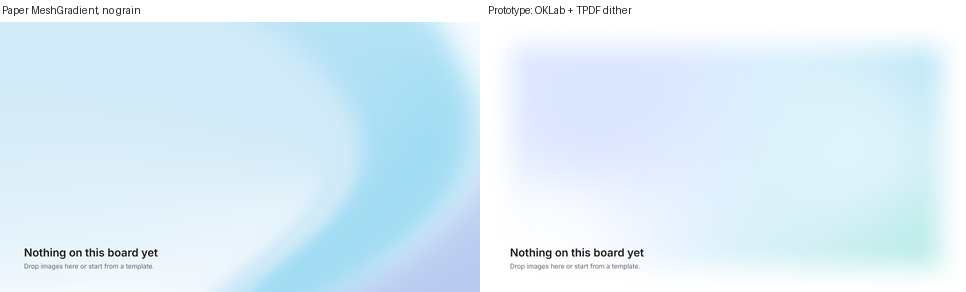 Paper MeshGradient, no grain
Prototype: OKLab + TPDF dither
Nothing on this board yet
Drop images here or start from a template.
Nothing on this board yet
Drop images here or start from a template.